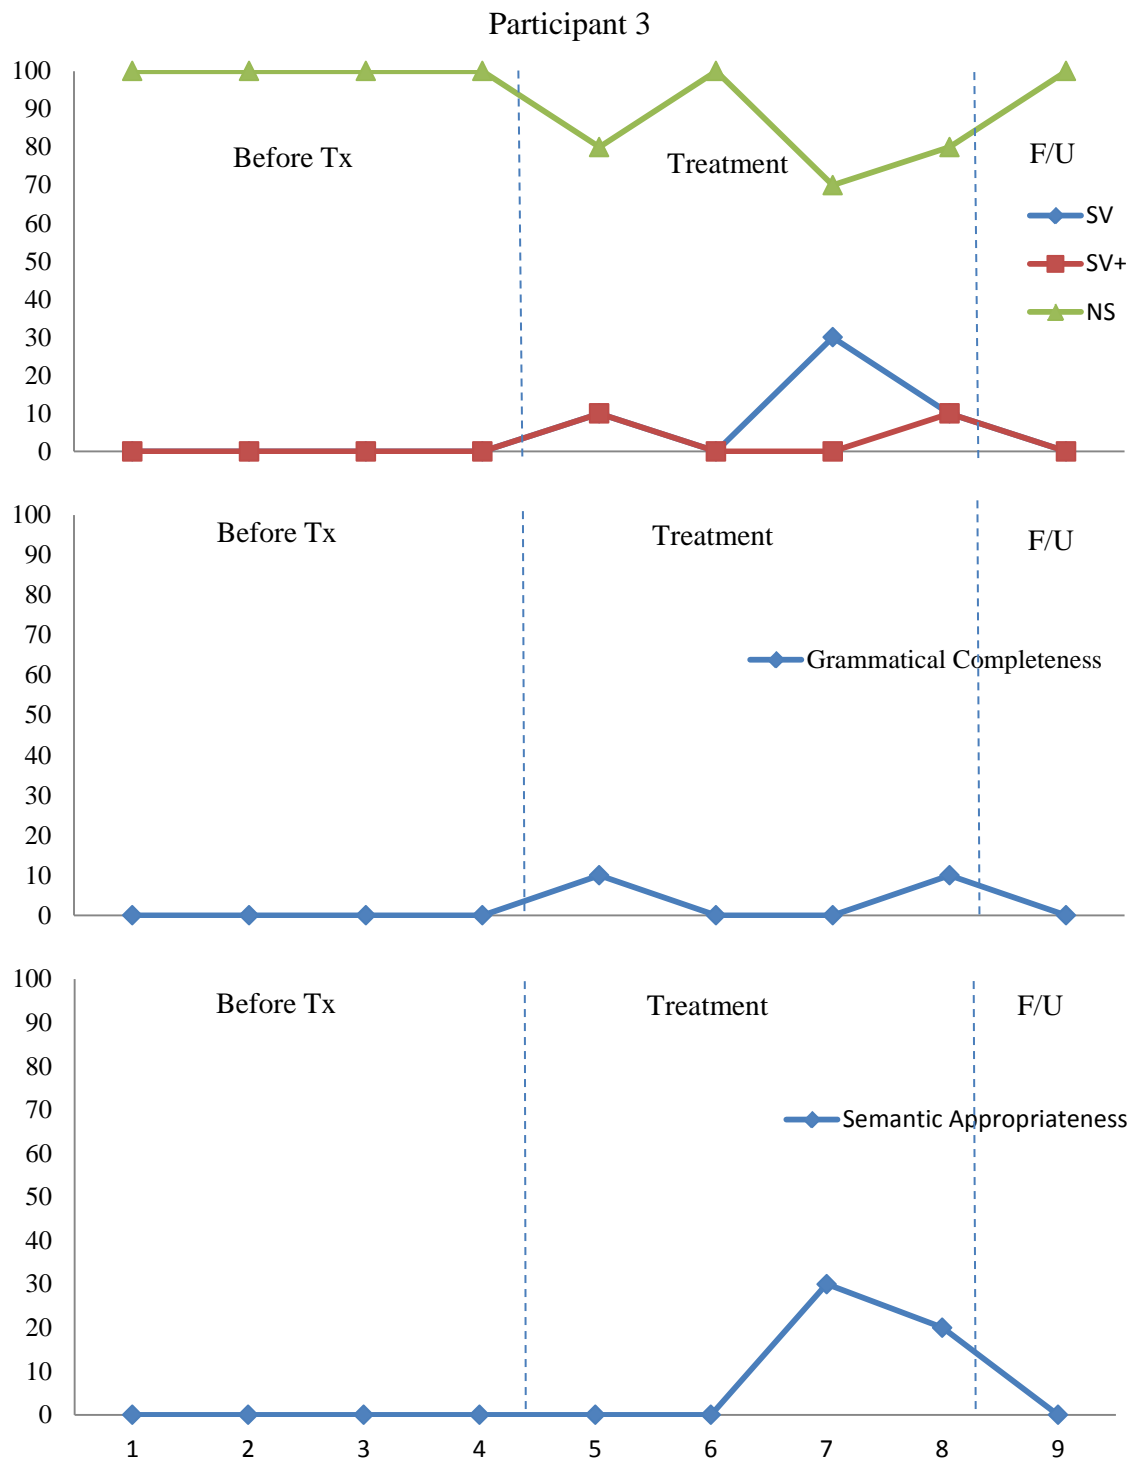 Participant 3
100
90
80
70
60
50
40
30
20
10
0
Before Tx
Treatment
F/U
SV
SV+
NS
100
90
80
70
60
50
40
30
20
10
0
Before Tx
Treatment
F/U
Grammatical Completeness
100
90
80
70
60
50
40
30
20
10
0
Before Tx
Treatment
F/U
Semantic Appropriateness
1 2 3 4 5 6 7 8 9